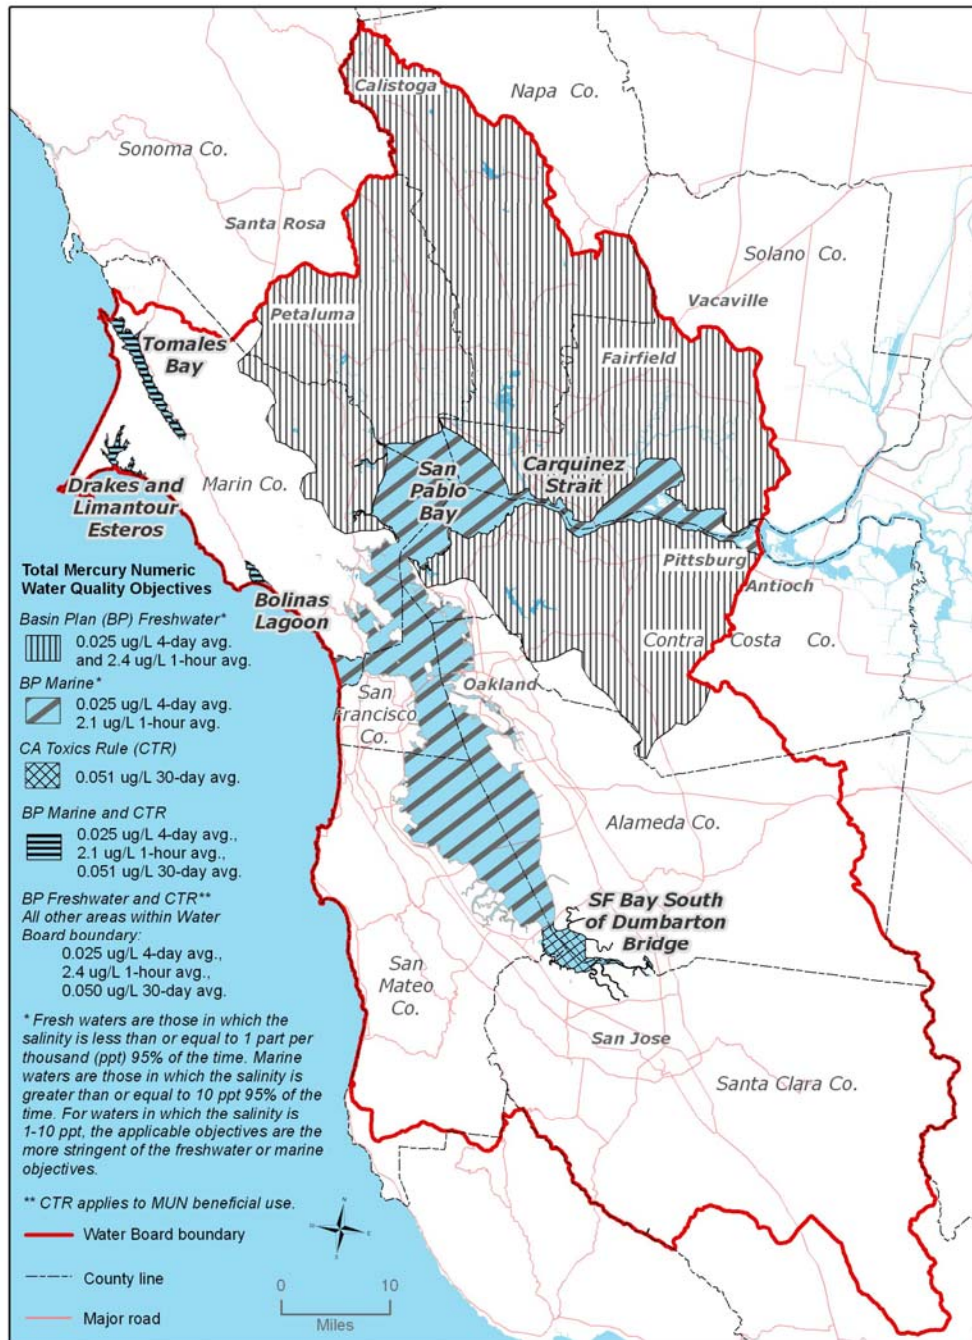 Calistoga
Napa Co.
Sonoma Co.
Santa Rosa
Solano Co.
Vacaville
Petaluma
Fairfield
Tomales
Bay
San
Pablo
Bay
Carquinez
Strait
Drakes and
Limantour
Esteros
Marin Co.
Pittsburg
Antioch
Bolinas
Lagoon
Contra Costa Co.
San
Francisco
Co.
Oakland
Alameda Co.
SF Bay South
of Dumbarton
Bridge
San
Mateo
Co.
San Jose
Santa Clara Co.
Total Mercury Numeric
Water Quality Objectives
Basin Plan (BP) Freshwater*
0.025 ug/L 4-day avg.
and 2.4 ug/L 1-hour avg.
BP Marine*
0.025 ug/L 4-day avg.
2.1 ug/L 1-hour avg.
CA Toxics Rule (CTR)
0.051 ug/L 30-day avg.
BP Marine and CTR
0.025 ug/L 4-day avg.,
2.1 ug/L 1-hour avg.,
0.051 ug/L 30-day avg.
BP Freshwater and CTR**
All other areas within Water
Board boundary:
0.025 ug/L 4-day avg.,
2.4 ug/L 1-hour avg.,
0.050 ug/L 30-day avg.
* Fresh waters are those in which the
salinity is less than or equal to 1 part per
thousand (ppt) 95% of the time. Marine
waters are those in which the salinity is
greater than or equal to 10 ppt 95% of the
time. For waters in which the salinity is
1-10 ppt, the applicable objectives are the
more stringent of the freshwater or marine
objectives.
** CTR applies to MUN beneficial use.
Water Board boundary
County line
Major road
N
E
S
W
0 10
Miles